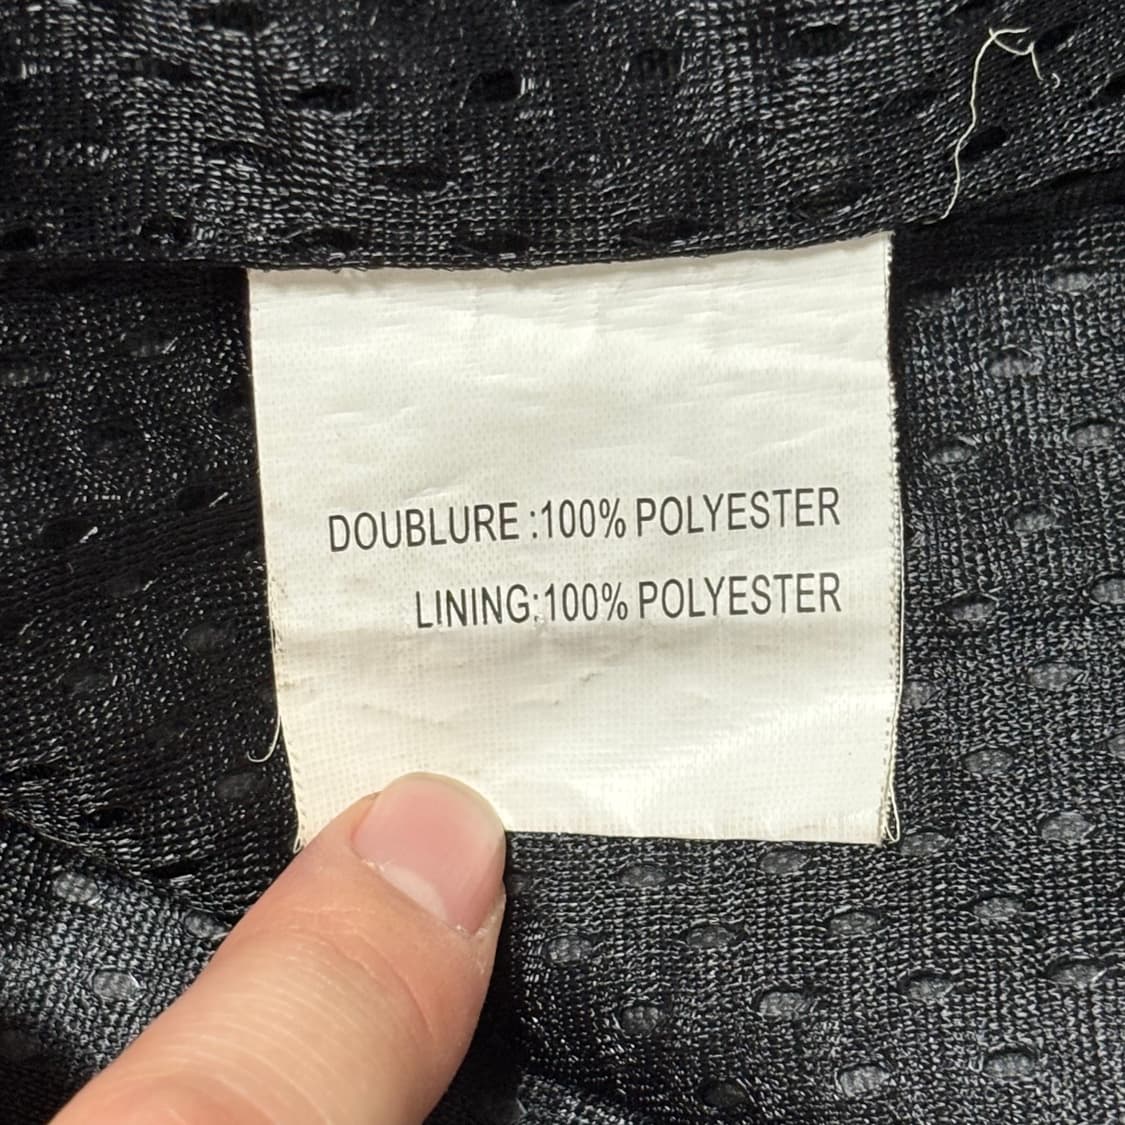 DOUBLURE :100% POLYESTER
LINING:100% POLYESTER